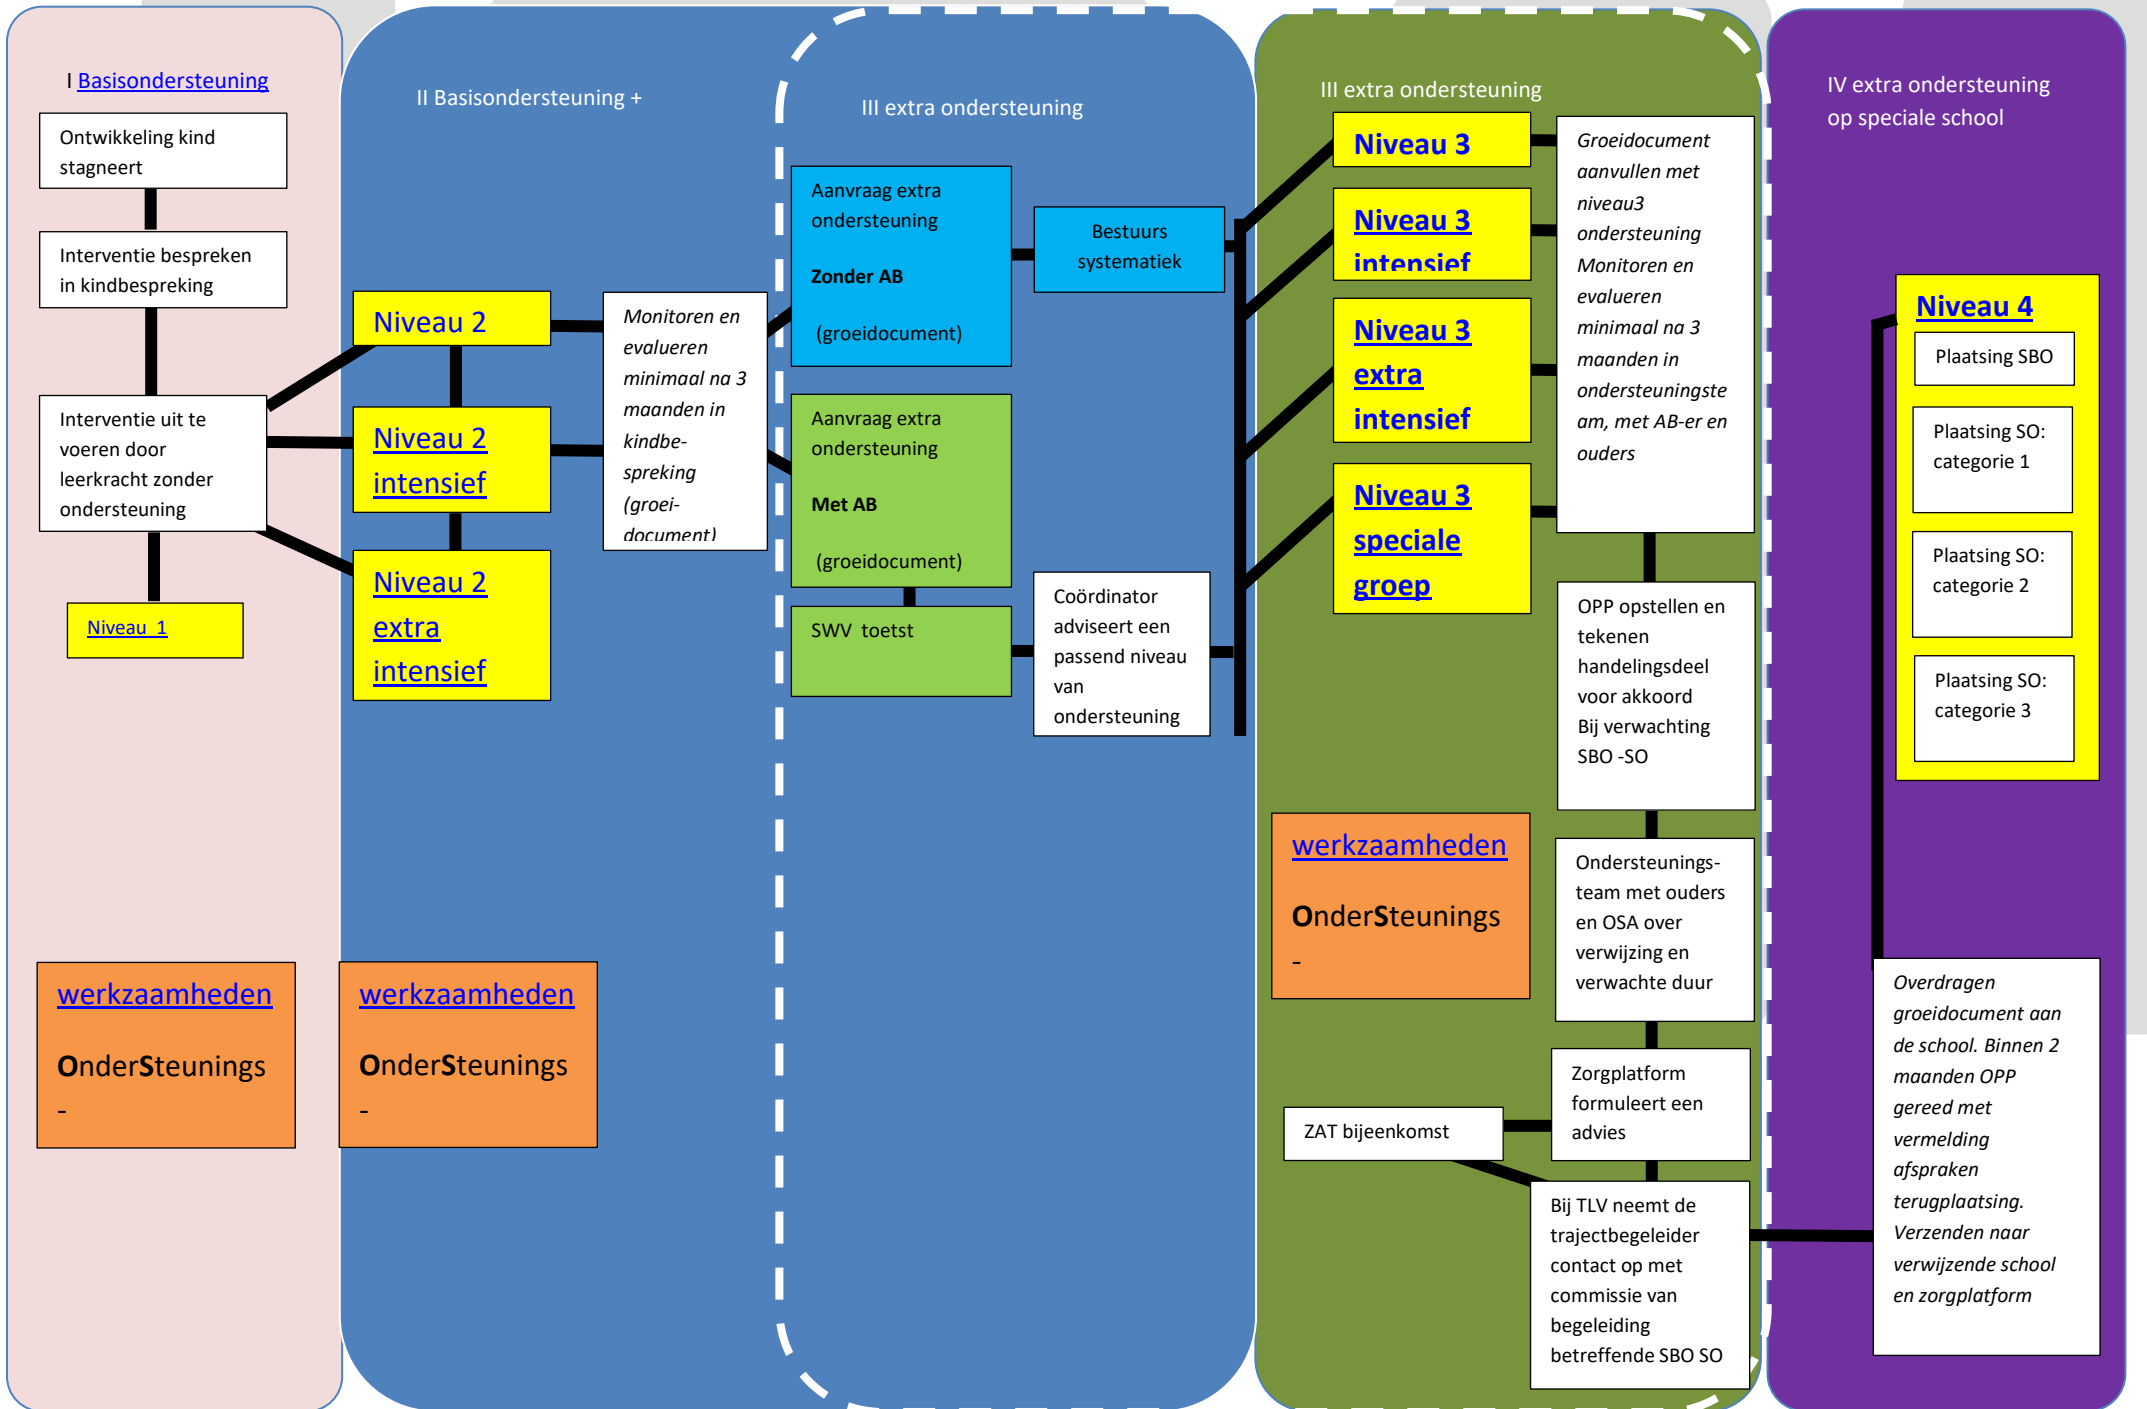 I Basisondersteuning
Ontwikkeling kind
stagneert
Interventie bespreken
in kindbespreking
Interventie uit te
voeren door
leerkracht zonder
ondersteuning
Niveau  1
werkzaamheden
OnderSteunings
-
II Basisondersteuning +
Niveau 2
Niveau 2
intensief
Niveau 2
extra
intensief
Monitoren en
evalueren
minimaal na 3
maanden in
kindbe-
spreking
(groei-
document)
werkzaamheden
OnderSteunings
-
III extra ondersteuning
Aanvraag extra
ondersteuning
Zonder AB
(groeidocument)
Bestuurs
systematiek
Aanvraag extra
ondersteuning
Met AB
(groeidocument)
SWV  toetst
Coördinator
adviseert een
passend niveau
van
ondersteuning
III extra ondersteuning
Niveau 3
Niveau 3
intensief
Niveau 3
extra
intensief
Niveau 3
speciale
groep
Groeidocument
aanvullen met
niveau3
ondersteuning
Monitoren en
evalueren
minimaal na 3
maanden in
ondersteuningste
am, met AB-er en
ouders
OPP opstellen en
tekenen
handelingsdeel
voor akkoord
Bij verwachting
SBO -SO
werkzaamheden
OnderSteunings
-
Ondersteunings-
team met ouders
en OSA over
verwijzing en
verwachte duur
Zorgplatform
formuleert een
advies
ZAT bijeenkomst
Bij TLV neemt de
trajectbegeleider
contact op met
commissie van
begeleiding
betreffende SBO SO
IV extra ondersteuning
op speciale school
Niveau 4
Plaatsing SBO
Plaatsing SO:
categorie 1
Plaatsing SO:
categorie 2
Plaatsing SO:
categorie 3
Overdragen
groeidocument aan
de school. Binnen 2
maanden OPP
gereed met
vermelding
afspraken
terugplaatsing.
Verzenden naar
verwijzende school
en zorgplatform